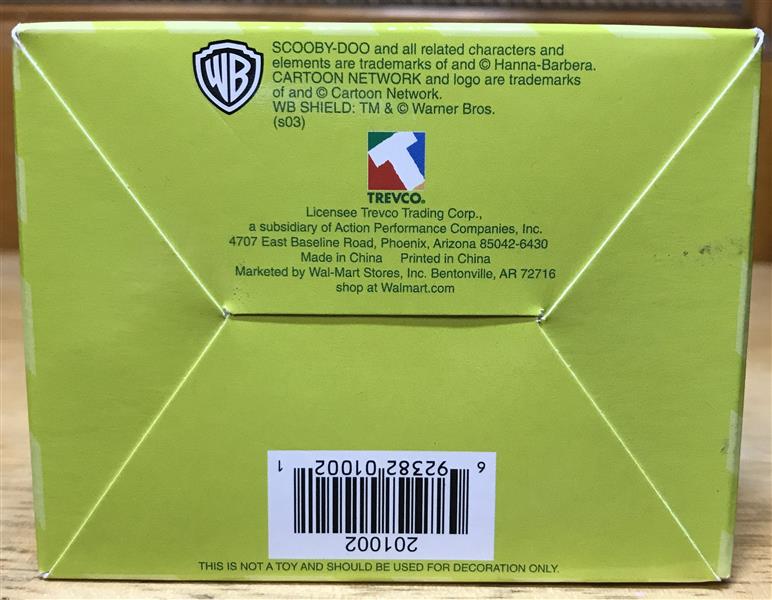 WB
SCOOBY-DOO and all related characters and
elements are trademarks of and © Hanna-Barbera.
CARTOON NETWORK and logo are trademarks
of and © Cartoon Network.
WB SHIELD: TM & © Warner Bros.
(s03)
T
TREVCO®
Licensee Trevco Trading Corp.,
a subsidiary of Action Performance Companies, Inc.
4707 East Baseline Road, Phoenix, Arizona 85042-6430
Made in China Printed in China
Marketed by Wal-Mart Stores, Inc. Bentonville, AR 72716
shop at Walmart.com
6 92382 01002 1
201002
THIS IS NOT A TOY AND SHOULD BE USED FOR DECORATION ONLY.